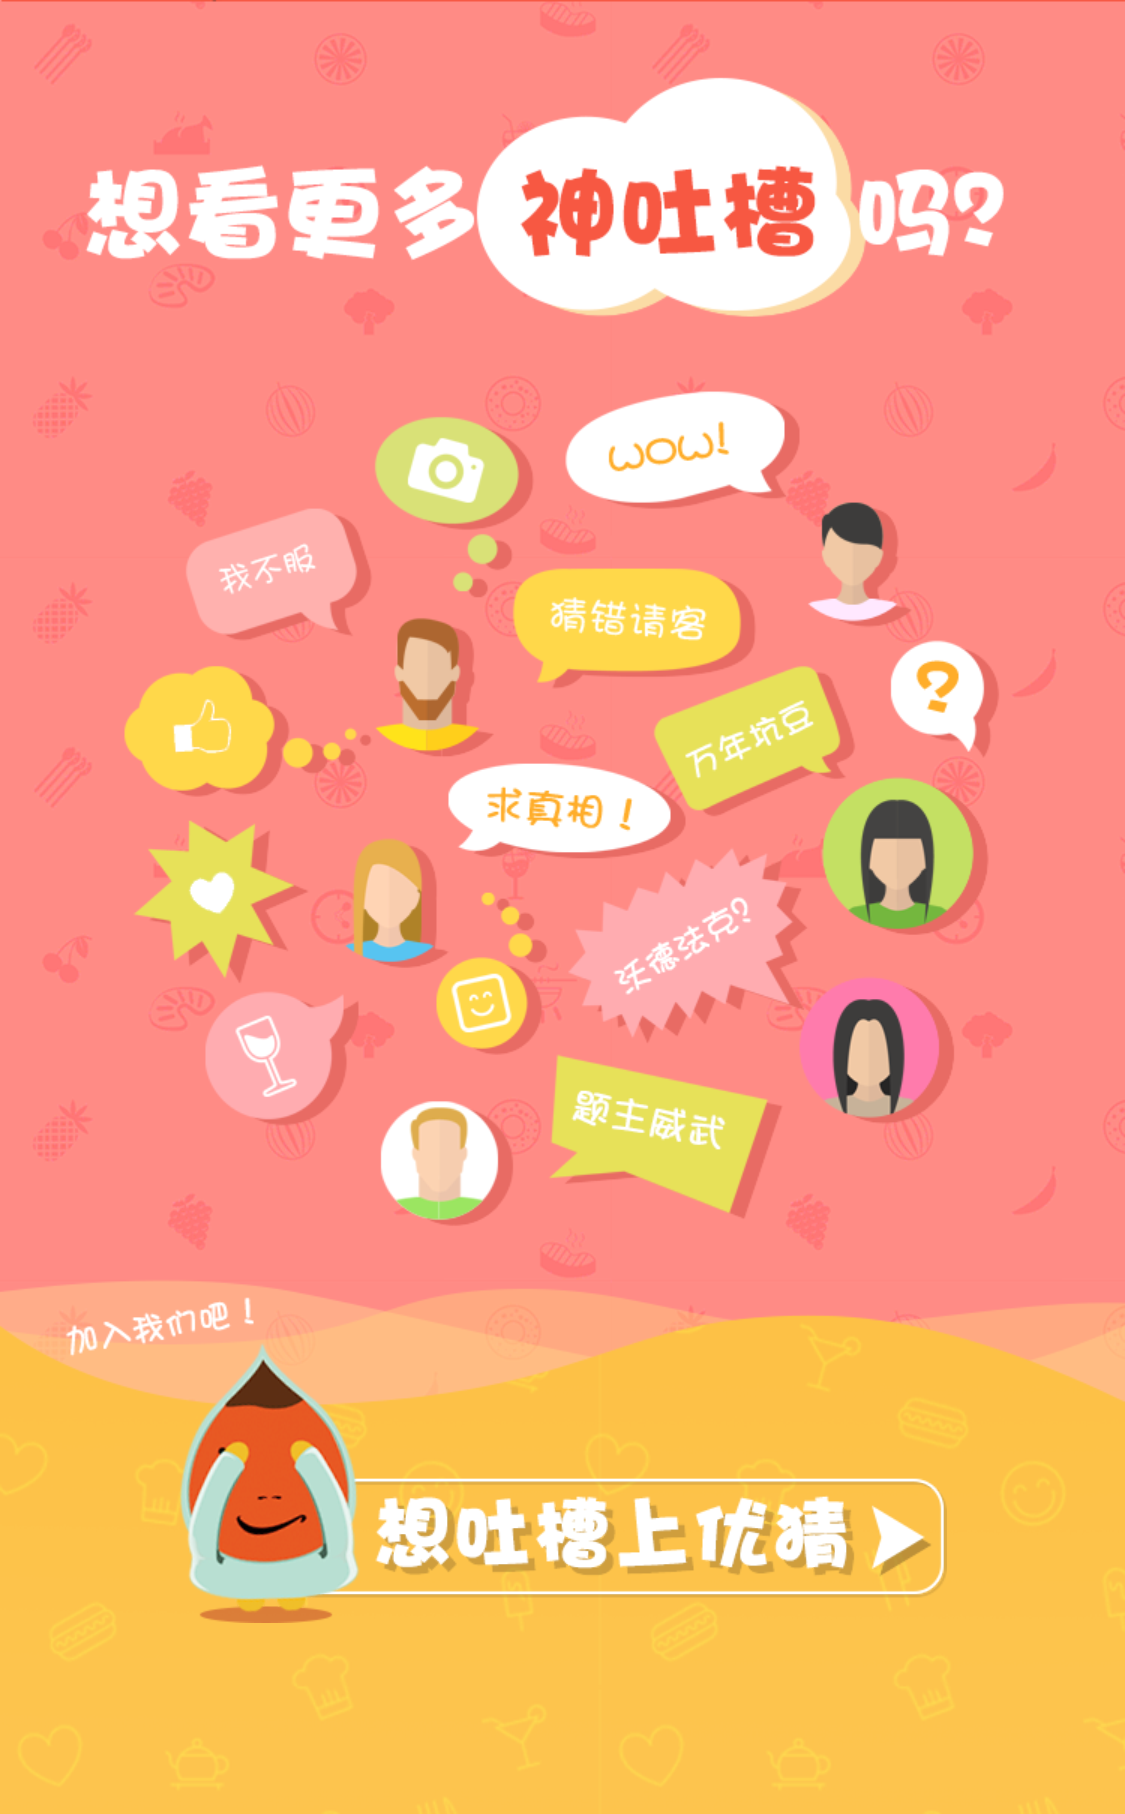 想看更多神吐槽吗?
wow!
我不服
猜错请客
?
万年坑豆
求真相！
沃德法克?
题主威武
加入我们吧！
想吐槽上优猜